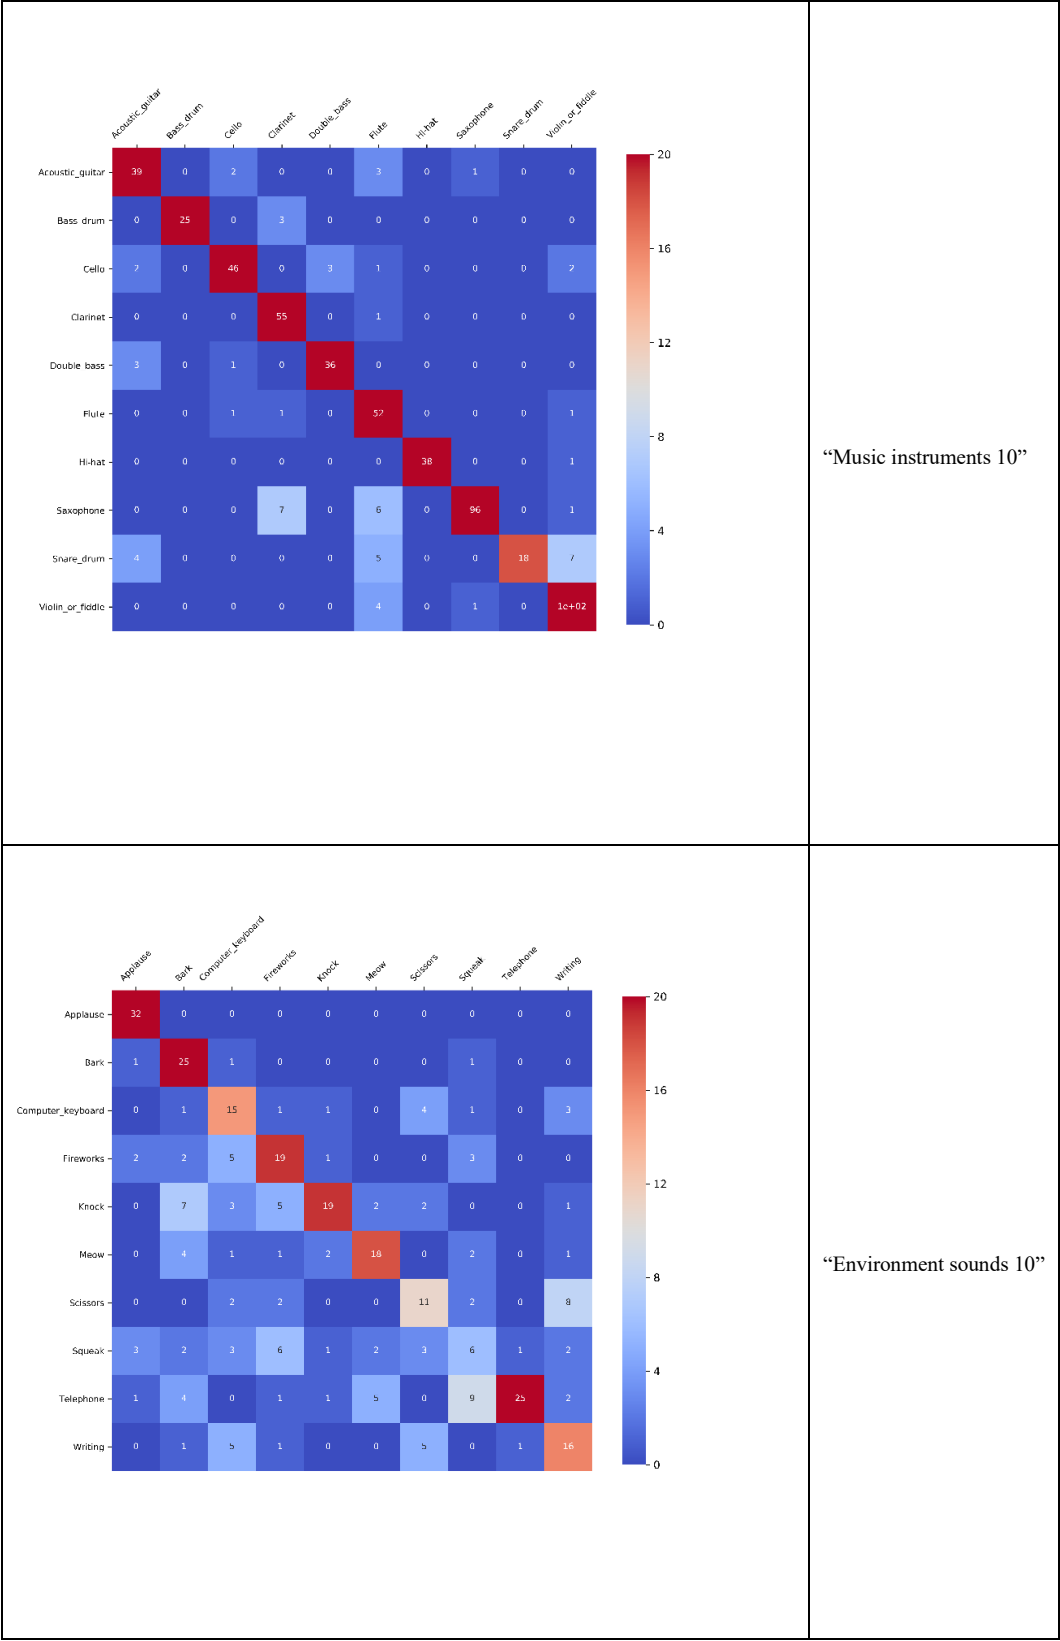 Acoustic_guitar Bass_drum Cello Clarinet Double_bass Flute Hi-hat Saxophone Snare_drum Violin_or_fiddle
Acoustic_guitar 39 0 2 0 0 3 0 1 0 0
Bass_drum 0 25 0 3 0 0 0 0 0 0
Cello 2 0 46 0 3 1 0 0 0 2
Clarinet 0 0 0 55 0 1 0 0 0 0
Double_bass 3 0 1 0 36 0 0 0 0 0
Flute 0 0 1 1 0 52 0 0 0 1
Hi-hat 0 0 0 0 0 0 38 0 0 1
Saxophone 0 0 0 7 0 6 0 96 0 1
Snare_drum 4 0 0 0 0 5 0 0 18 7
Violin_or_fiddle 0 0 0 0 0 4 0 1 0 1e+02
20
16
12
8
4
0
“Music instruments 10”
Applause Bark Computer_keyboard Fireworks Knock Meow Scissors Squeak Telephone Writing
Applause 32 0 0 0 0 0 0 0 0 0
Bark 1 25 1 0 0 0 0 1 0 0
Computer_keyboard 0 1 15 1 1 0 4 1 0 3
Fireworks 2 2 5 19 1 0 0 3 0 0
Knock 0 7 3 5 19 2 2 0 0 1
Meow 0 4 1 1 2 18 0 2 0 1
Scissors 0 0 2 2 0 0 11 2 0 8
Squeak 3 2 3 6 1 2 3 6 1 2
Telephone 1 4 0 1 1 5 0 9 25 2
Writing 0 1 5 1 0 0 5 0 1 16
20
16
12
8
4
0
“Environment sounds 10”